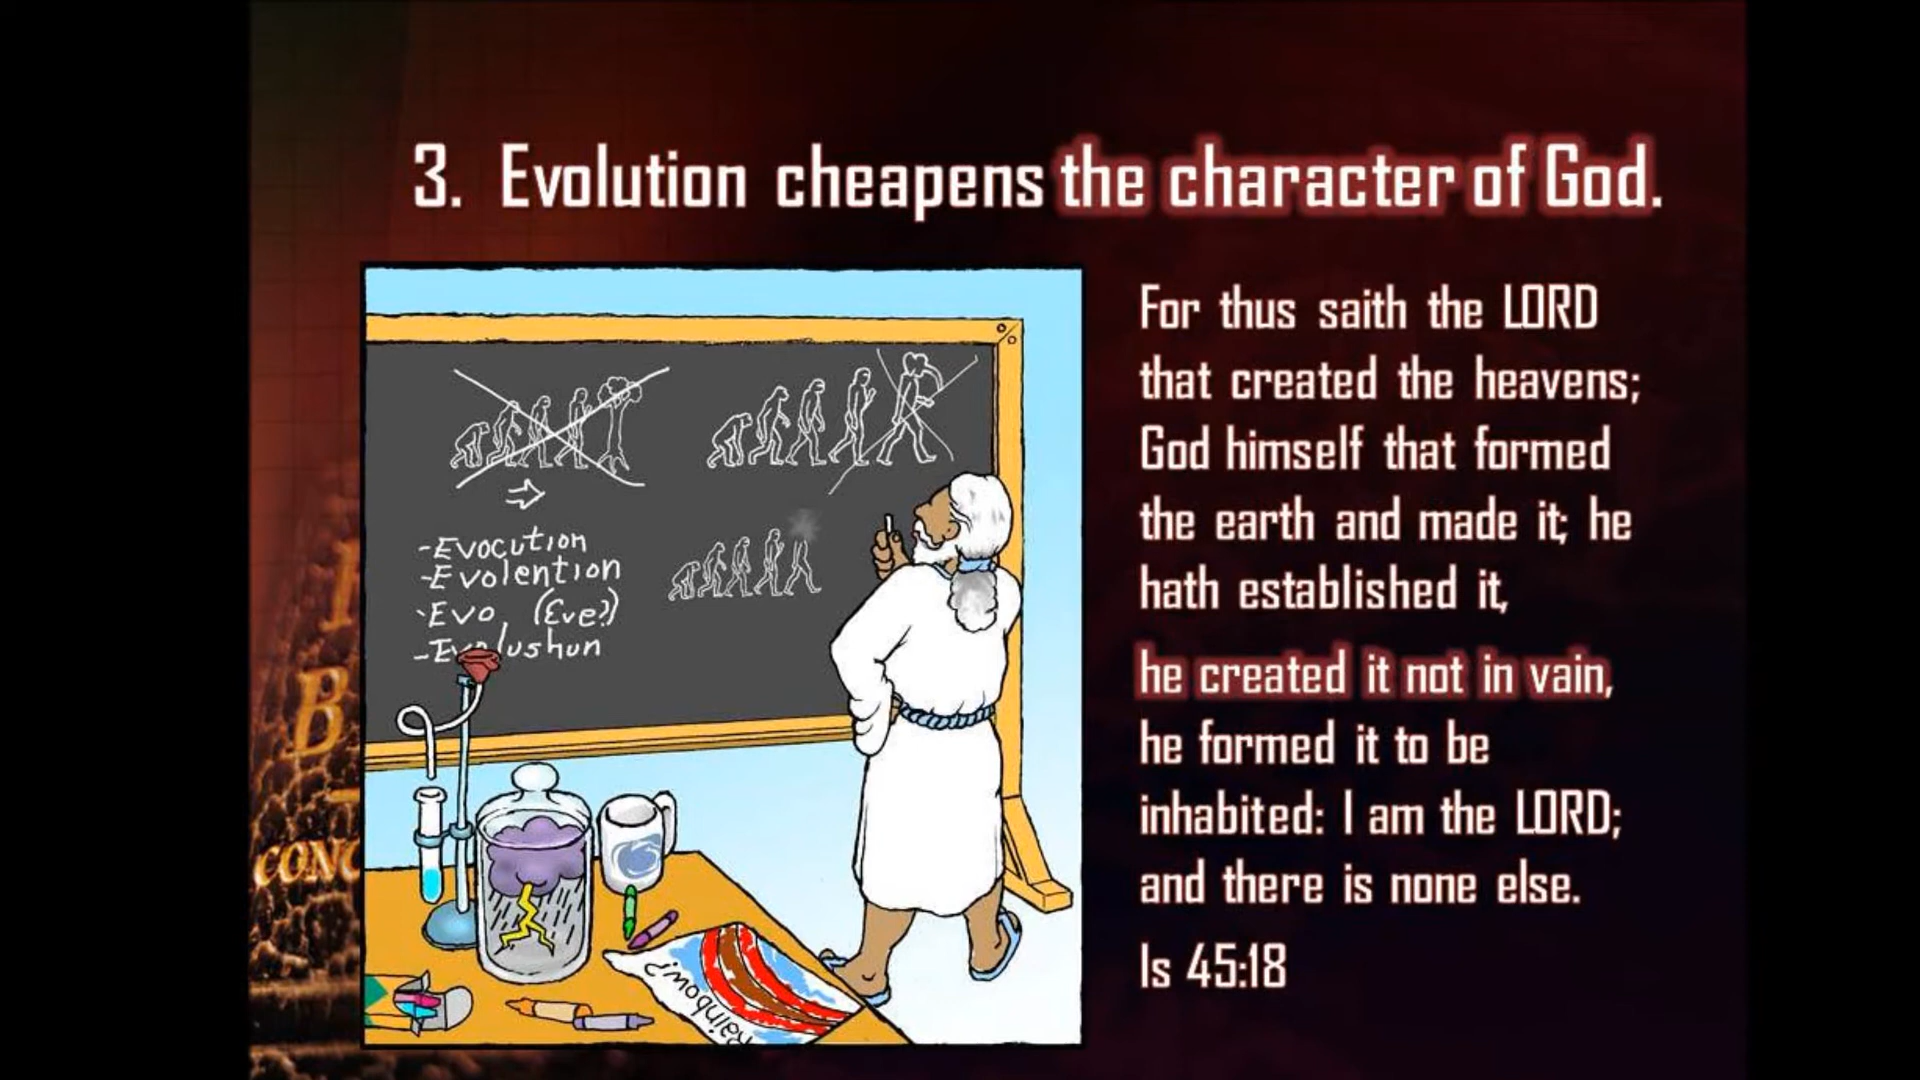 3. Evolution cheapens the character of God.
-Evocution
-Evolention
-Evo (Eve?)
-Evolushun
Rainbow?
For thus saith the LORD
that created the heavens;
God himself that formed
the earth and made it; he
hath established it,
he created it not in vain,
he formed it to be
inhabited: I am the LORD;
and there is none else.
Is 45:18
B
CONC